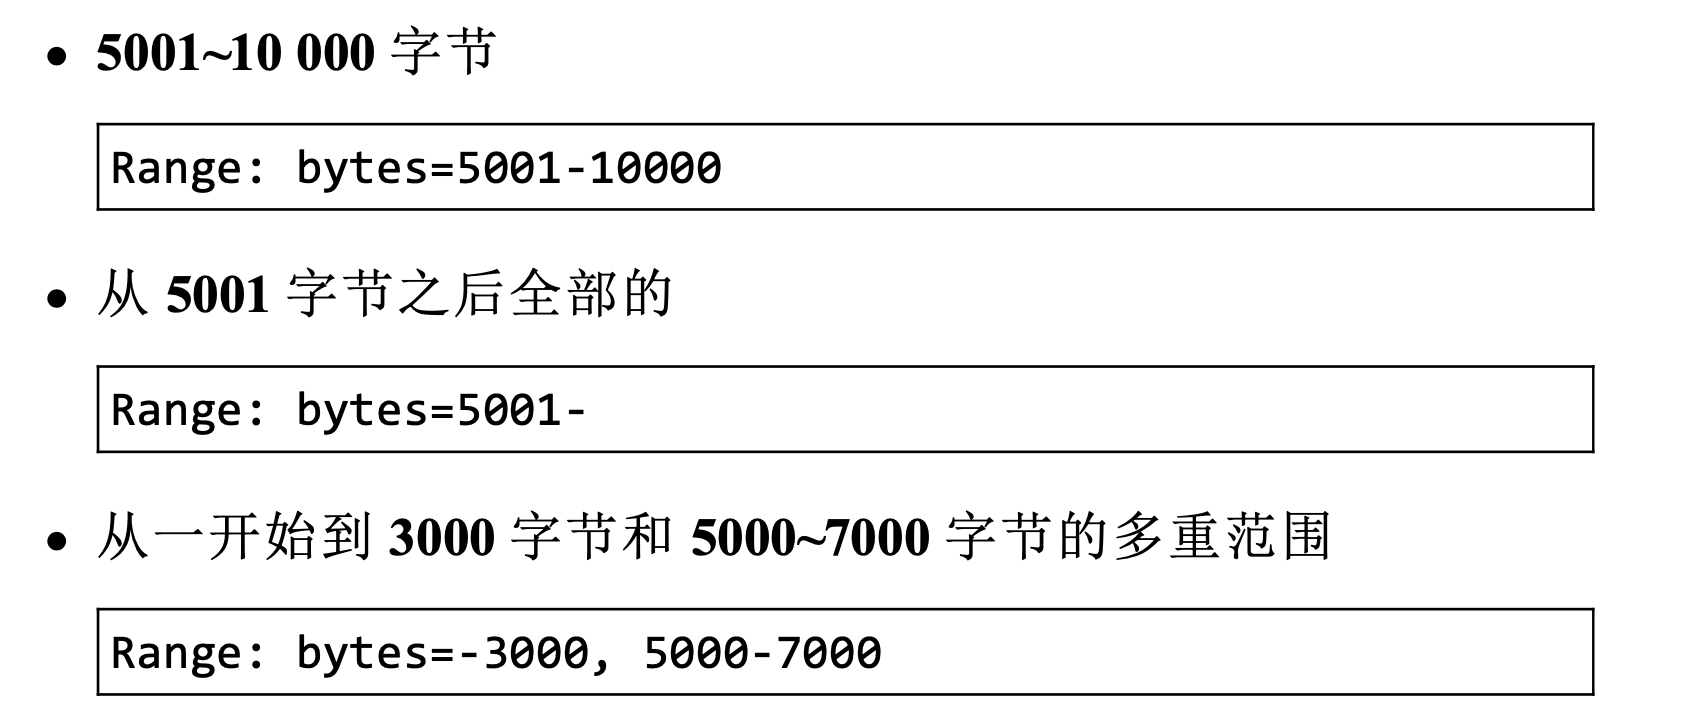 • 5001~10 000 字节
Range: bytes=5001-10000
• 从 5001 字节之后全部的
Range: bytes=5001-
• 从一开始到 3000 字节和 5000~7000 字节的多重范围
Range: bytes=-3000, 5000-7000